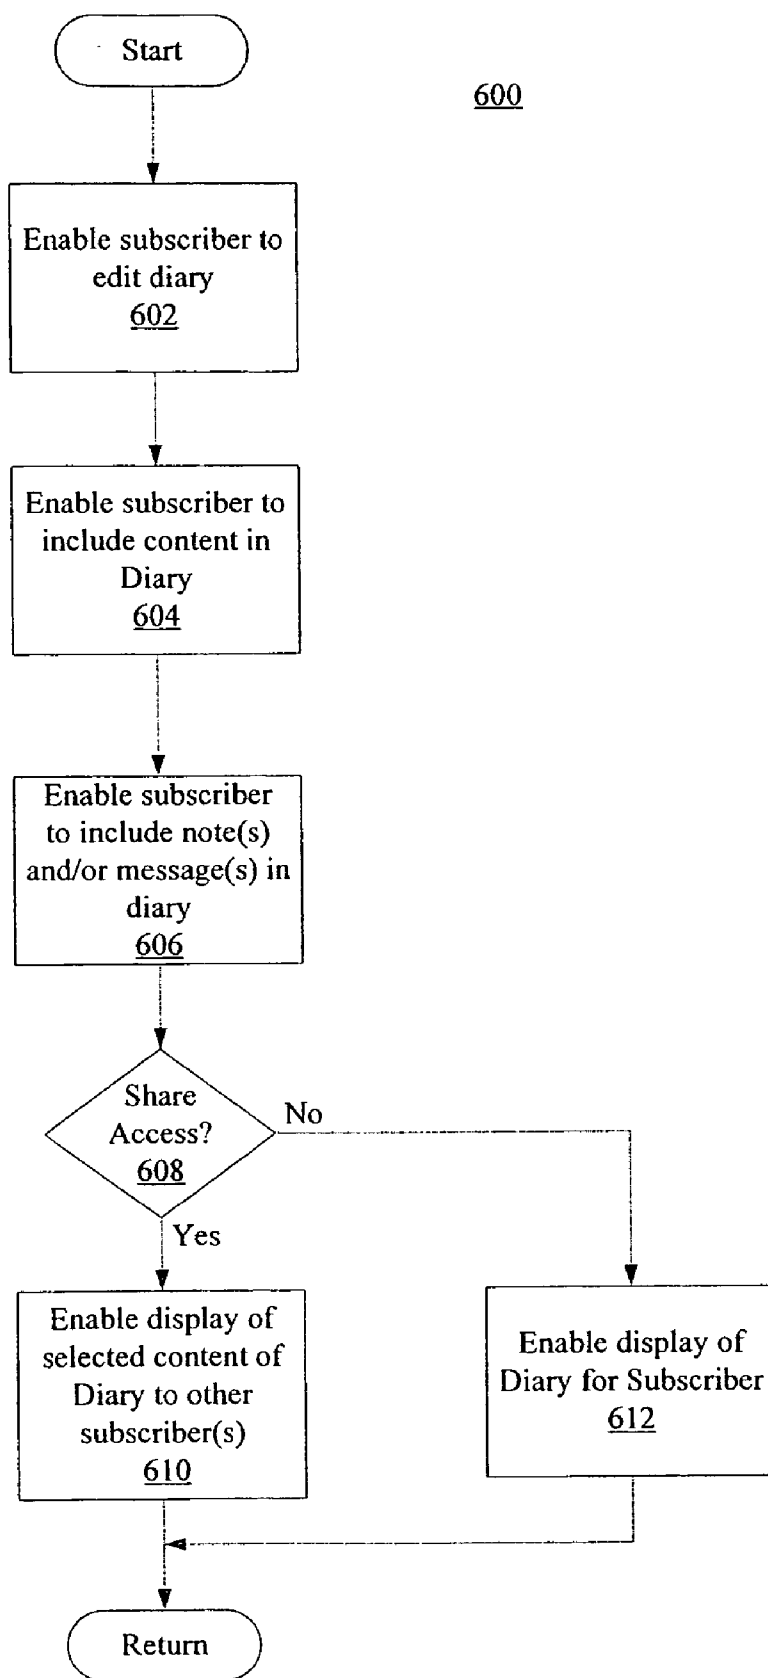 Start
600
Enable subscriber to
edit diary
602
Enable subscriber to
include content in
Diary
604
Enable subscriber
to include note(s)
and/or message(s) in
diary
606
Share
Access?
608
No
Yes
Enable display of
selected content of
Diary to other
subscriber(s)
610
Enable display of
Diary for Subscriber
612
Return